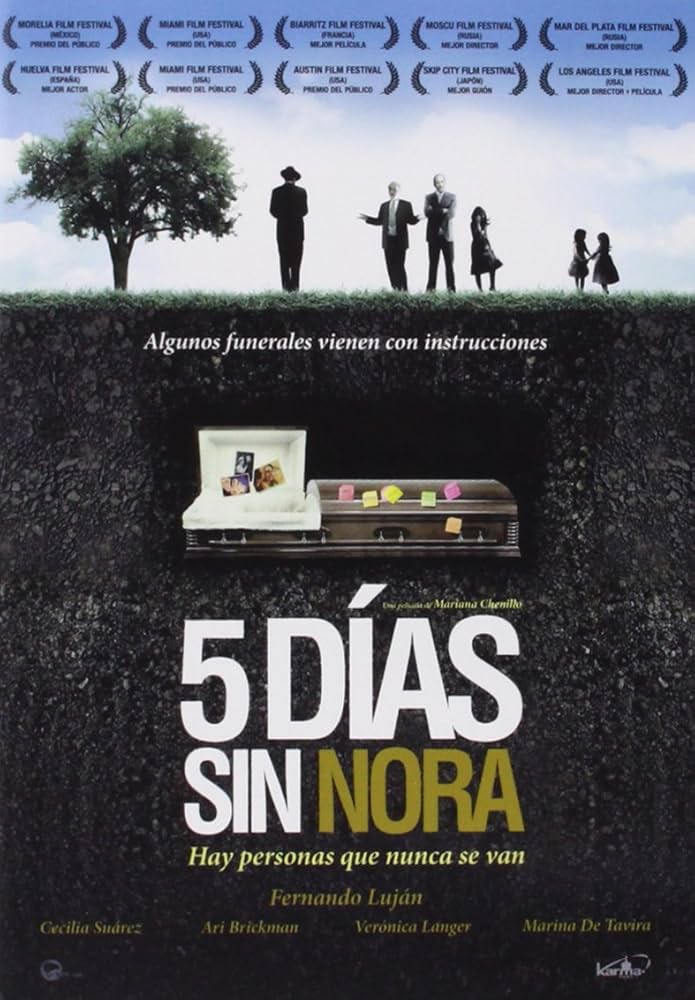 MORELIA FILM FESTIVAL
(MÉXICO)
PREMIO DEL PÚBLICO
MIAMI FILM FESTIVAL
(USA)
PREMIO DEL PÚBLICO
BIARRITZ FILM FESTIVAL
(FRANCIA)
MEJOR PELÍCULA
MOSCU FILM FESTIVAL
(RUSIA)
MEJOR DIRECTOR
MAR DEL PLATA FILM FESTIVAL
(RUSIA)
MEJOR DIRECTOR
HUELVA FILM FESTIVAL
(ESPAÑA)
MEJOR ACTOR
MIAMI FILM FESTIVAL
(USA)
PREMIO DEL PÚBLICO
AUSTIN FILM FESTIVAL
(USA)
PREMIO DEL PÚBLICO
SKIP CITY FILM FESTIVAL
(JAPÓN)
MEJOR GUIÓN
LOS ANGELES FILM FESTIVAL
(USA)
MEJOR DIRECTOR Y PELÍCULA
Algunos funerales vienen con instrucciones
Una película de Mariana Chenillo
5 DÍAS
SIN NORA
Hay personas que nunca se van
Fernando Luján
Cecilia Suárez Ari Brickman Verónica Langer Marina De Tavira
karma